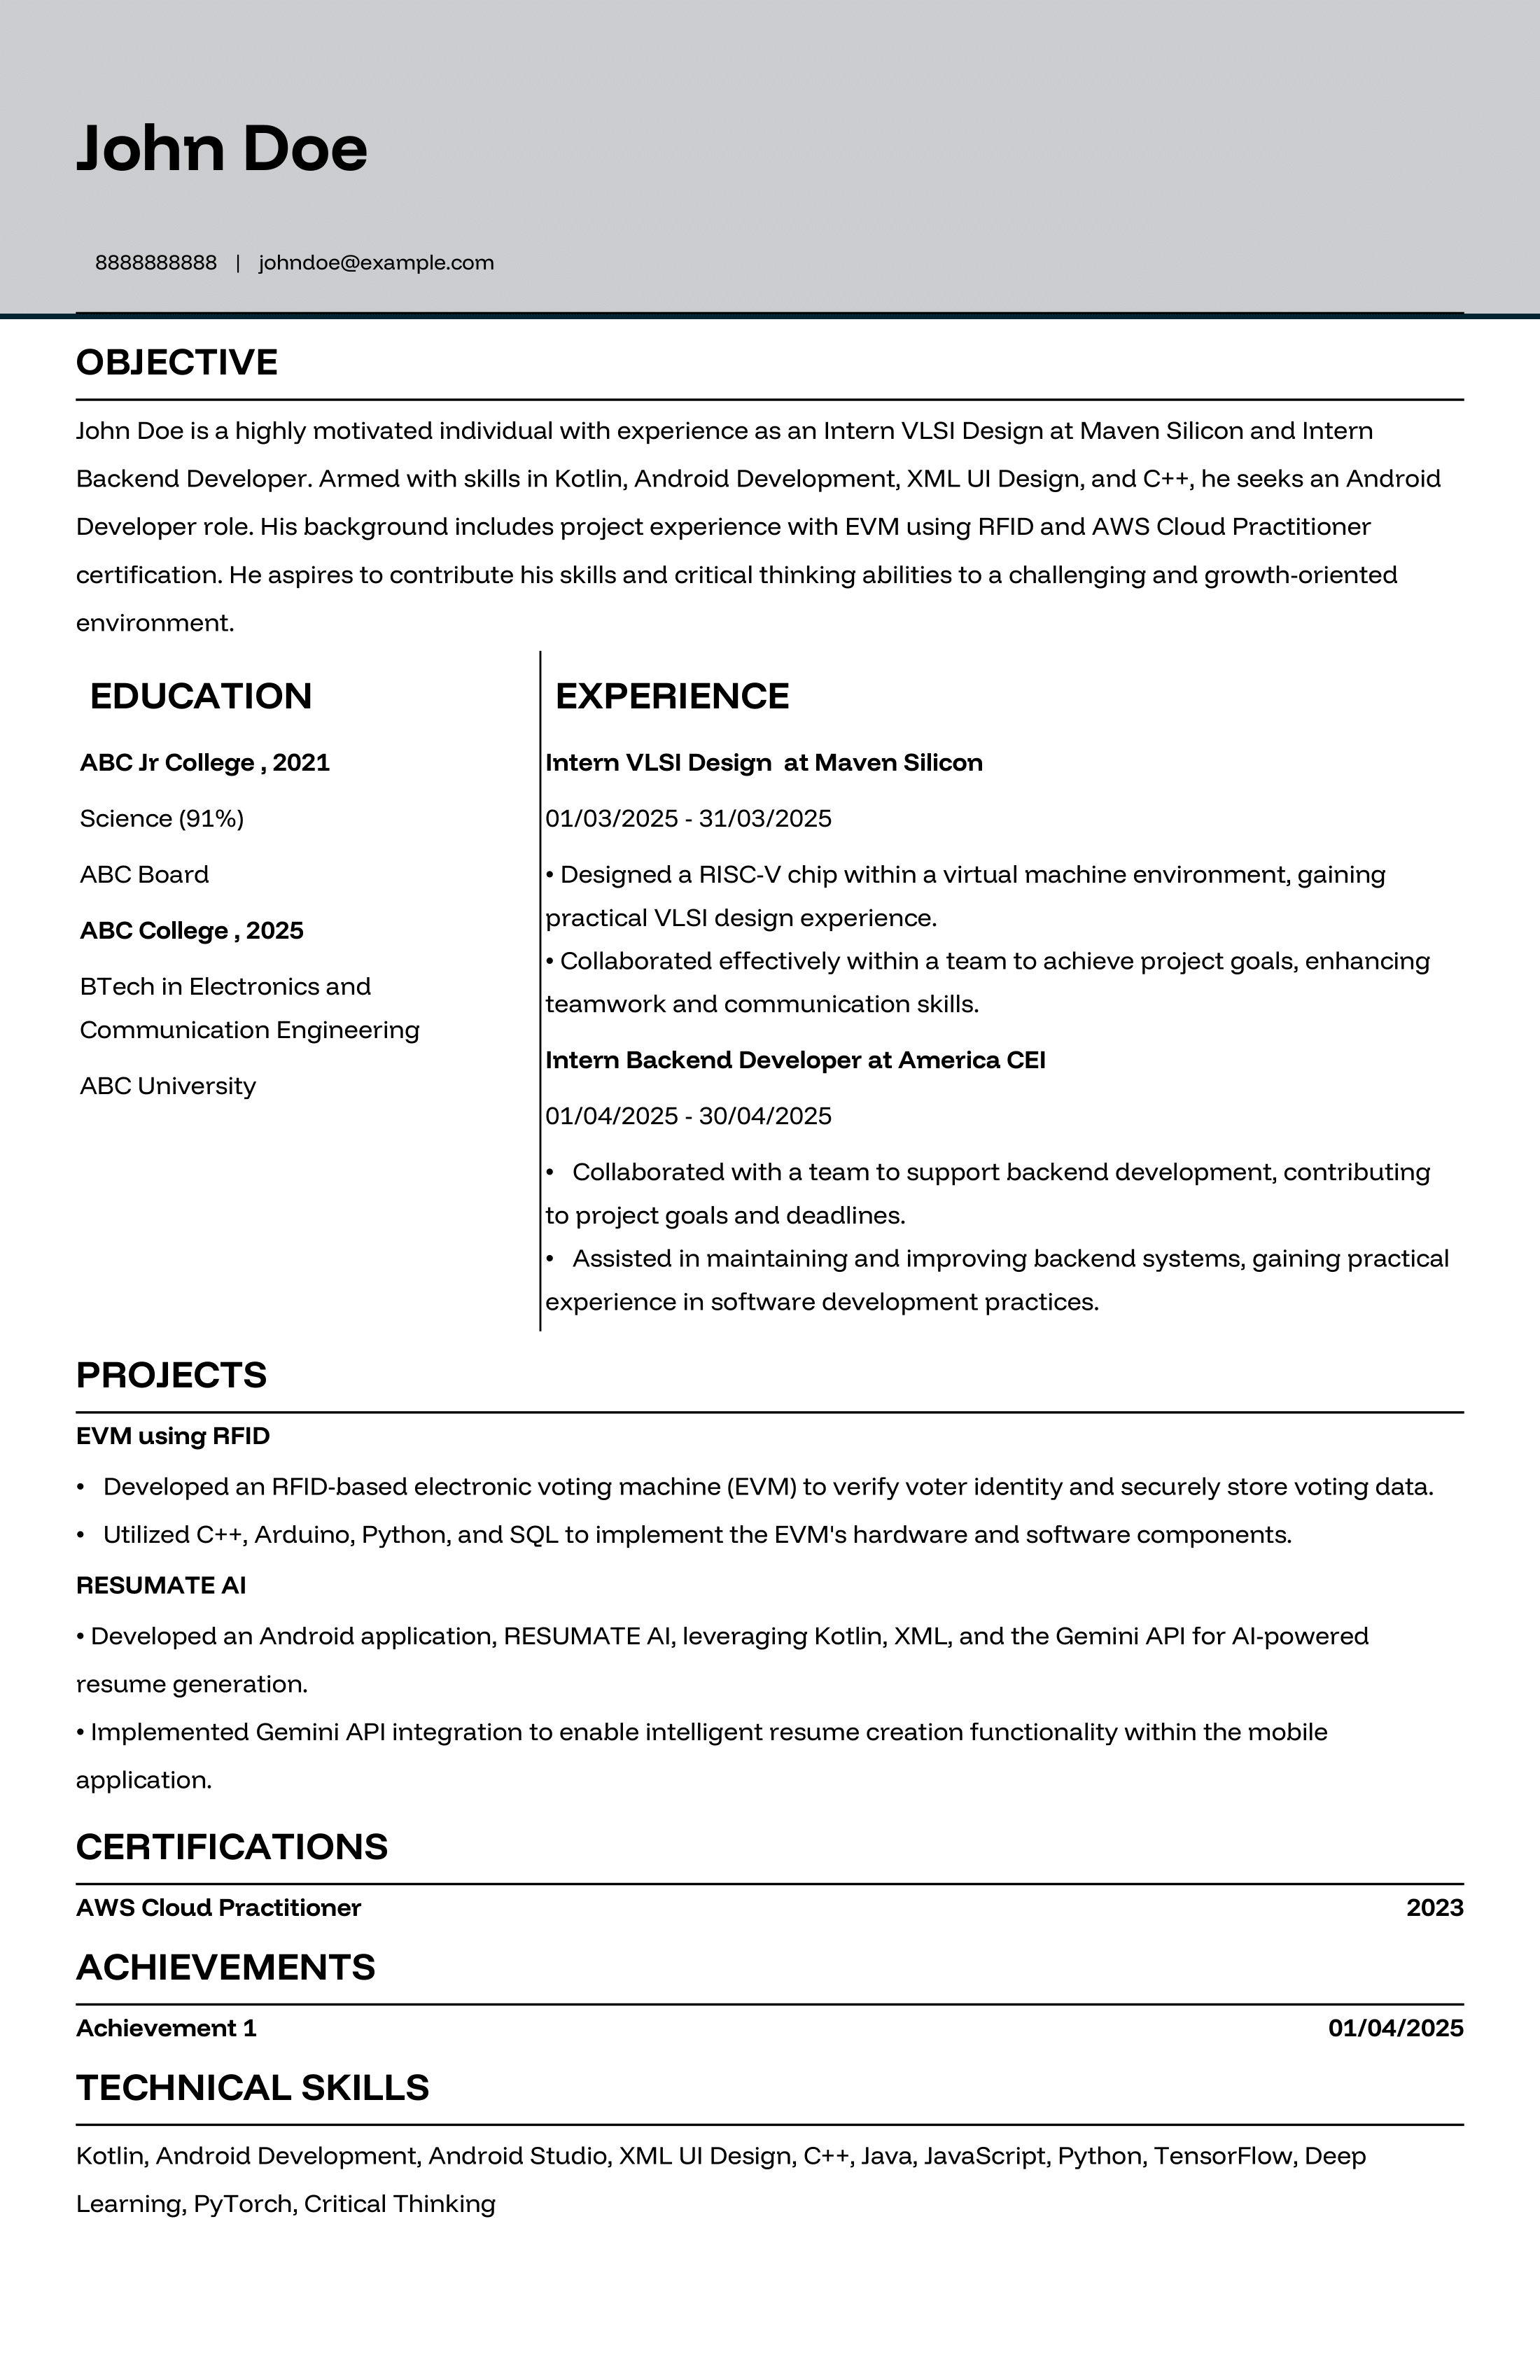 John Doe
8888888888 | johndoe@example.com
OBJECTIVE
John Doe is a highly motivated individual with experience as an Intern VLSI Design at Maven Silicon and Intern
Backend Developer. Armed with skills in Kotlin, Android Development, XML UI Design, and C++, he seeks an Android
Developer role. His background includes project experience with EVM using RFID and AWS Cloud Practitioner
certification. He aspires to contribute his skills and critical thinking abilities to a challenging and growth-oriented
environment.
EDUCATION
ABC Jr College , 2021
Science (91%)
ABC Board
ABC College , 2025
BTech in Electronics and
Communication Engineering
ABC University
EXPERIENCE
Intern VLSI Design  at Maven Silicon
01/03/2025 - 31/03/2025
• Designed a RISC-V chip within a virtual machine environment, gaining
practical VLSI design experience.
• Collaborated effectively within a team to achieve project goals, enhancing
teamwork and communication skills.
Intern Backend Developer at America CEI
01/04/2025 - 30/04/2025
• Collaborated with a team to support backend development, contributing
to project goals and deadlines.
• Assisted in maintaining and improving backend systems, gaining practical
experience in software development practices.
PROJECTS
EVM using RFID
• Developed an RFID-based electronic voting machine (EVM) to verify voter identity and securely store voting data.
• Utilized C++, Arduino, Python, and SQL to implement the EVM's hardware and software components.
RESUMATE AI
• Developed an Android application, RESUMATE AI, leveraging Kotlin, XML, and the Gemini API for AI-powered
resume generation.
• Implemented Gemini API integration to enable intelligent resume creation functionality within the mobile
application.
CERTIFICATIONS
AWS Cloud Practitioner 2023
ACHIEVEMENTS
Achievement 1 01/04/2025
TECHNICAL SKILLS
Kotlin, Android Development, Android Studio, XML UI Design, C++, Java, JavaScript, Python, TensorFlow, Deep
Learning, PyTorch, Critical Thinking